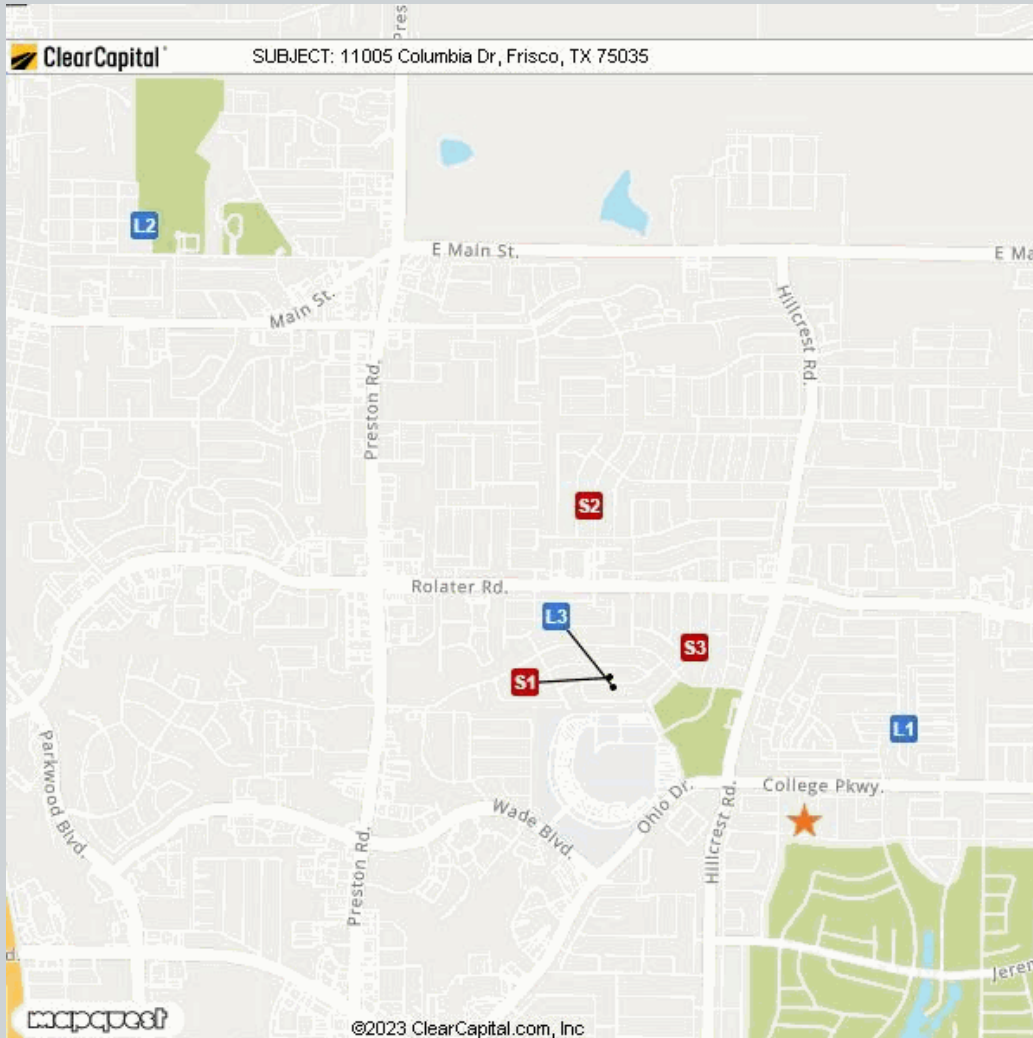 Pres
ClearCapital
SUBJECT: 11005 Columbia Dr, Frisco, TX 75035
L2
E Main St.
E Ma
Main St.
Hillcrest Rd.
Preston Rd.
S2
Rolater Rd.
L3
S3
S1
L1
Parkwood Blvd.
College Pkwy.
Ohio Dr.
Wade Blvd.
Hillcrest Rd.
Preston Rd.
d.
Jeren
mapquest
©2023 ClearCapital.com, Inc